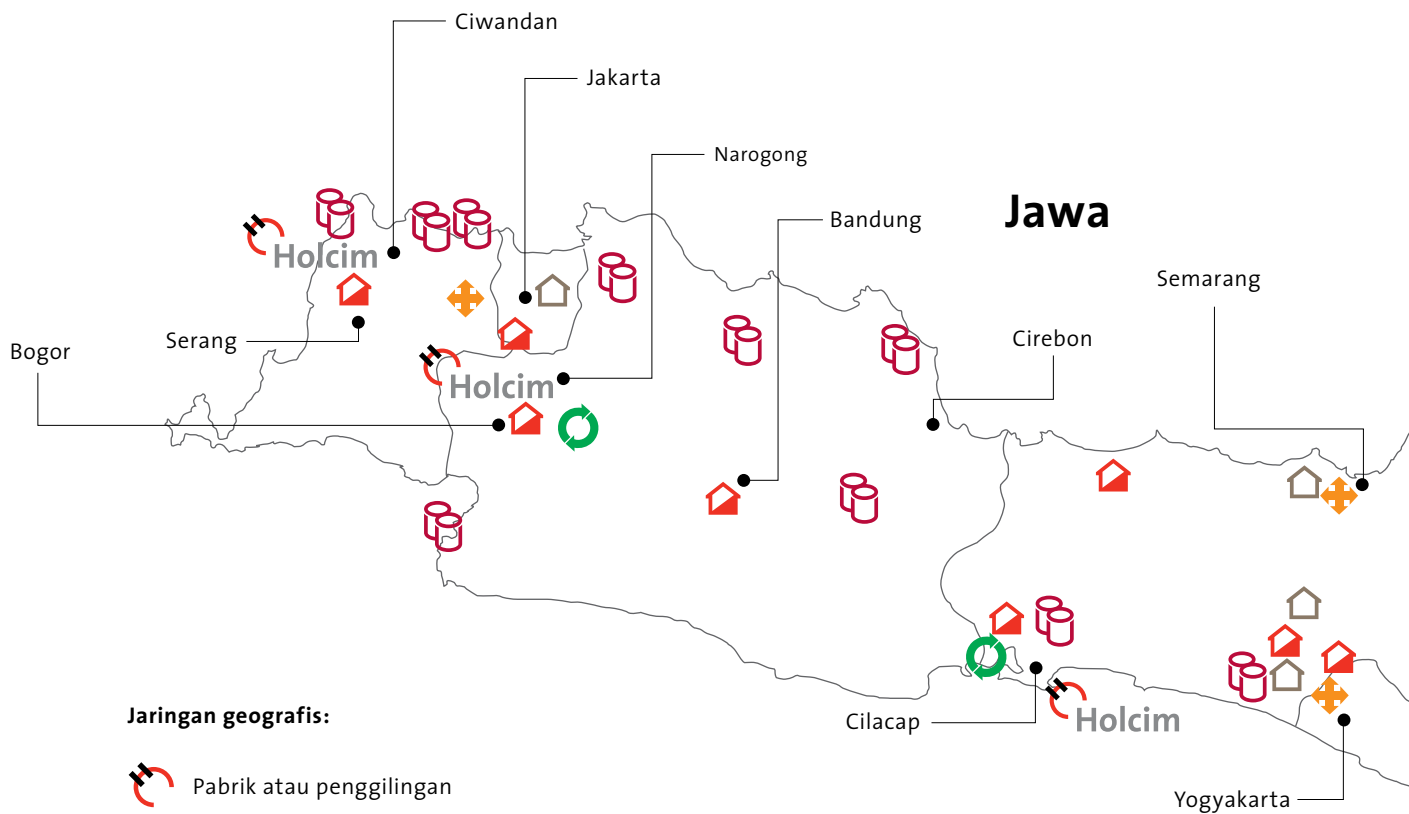 Ciwandan
Jakarta
Narogong
Jawa
Bandung
Holcim
Semarang
Serang
Cirebon
Bogor
Holcim
Jaringan geografis:
Cilacap
Holcim
Pabrik atau penggilingan
Yogyakarta